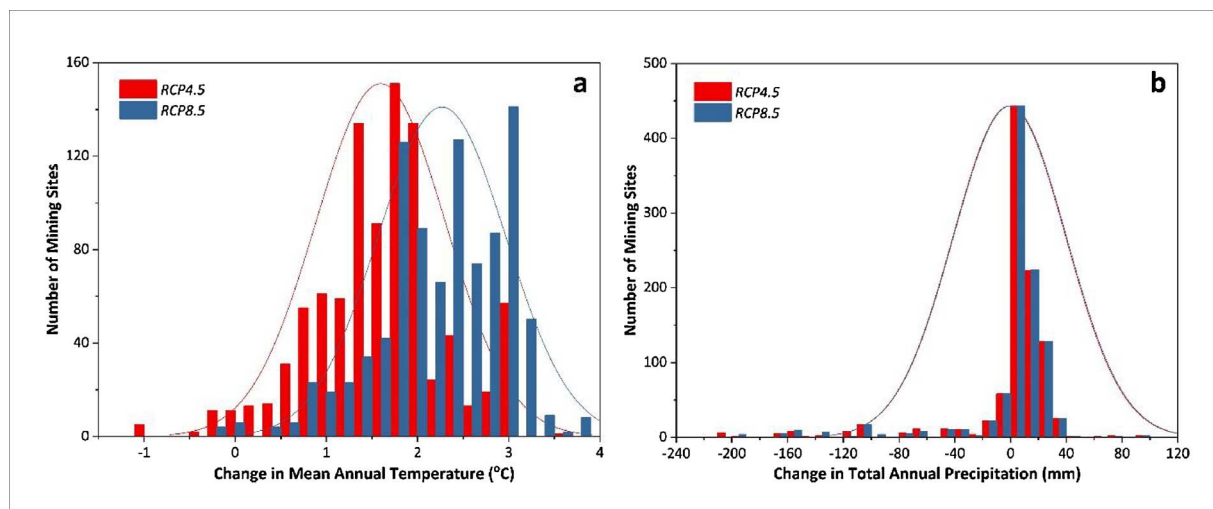 a
RCP4.5
RCP8.5
160
120
80
40
0
Number of Mining Sites
-1
0
1
2
3
4
Change in Mean Annual Temperature (°C)
b
RCP4.5
RCP8.5
500
400
300
200
100
0
Number of Mining Sites
-240
-200
-160
-120
-80
-40
0
40
80
120
Change in Total Annual Precipitation (mm)